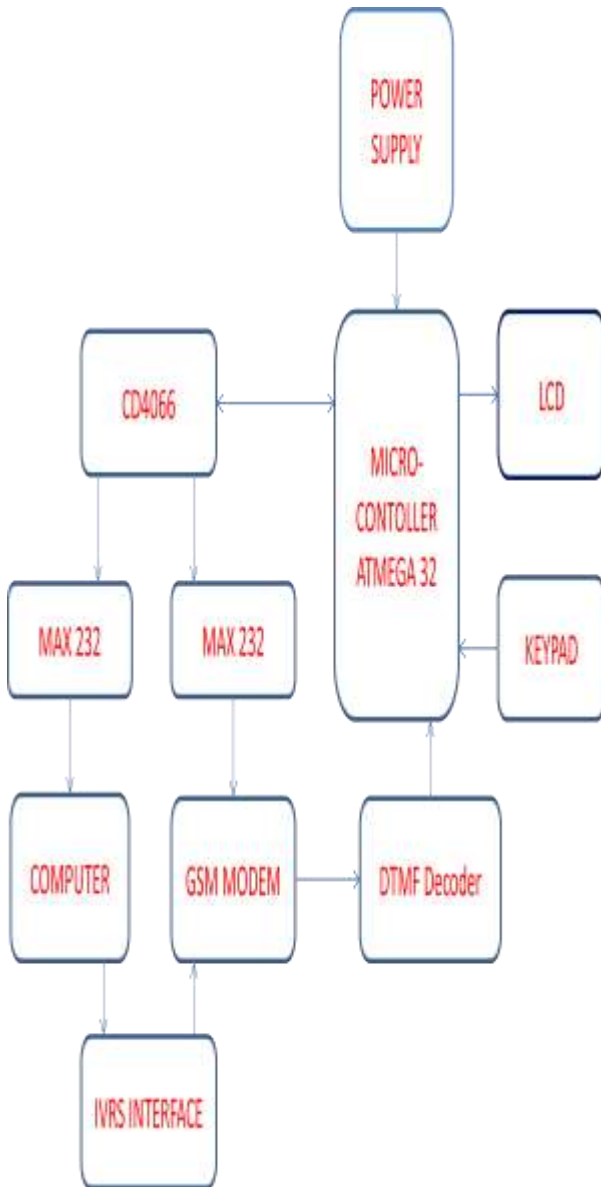 POWER
SUPPLY
CD4066
LCD
MICRO-
CONTOLLER
ATMEGA 32
MAX 232
MAX 232
KEYPAD
COMPUTER
GSM MODEM
DTMF Decoder
IVRS INTERFACE